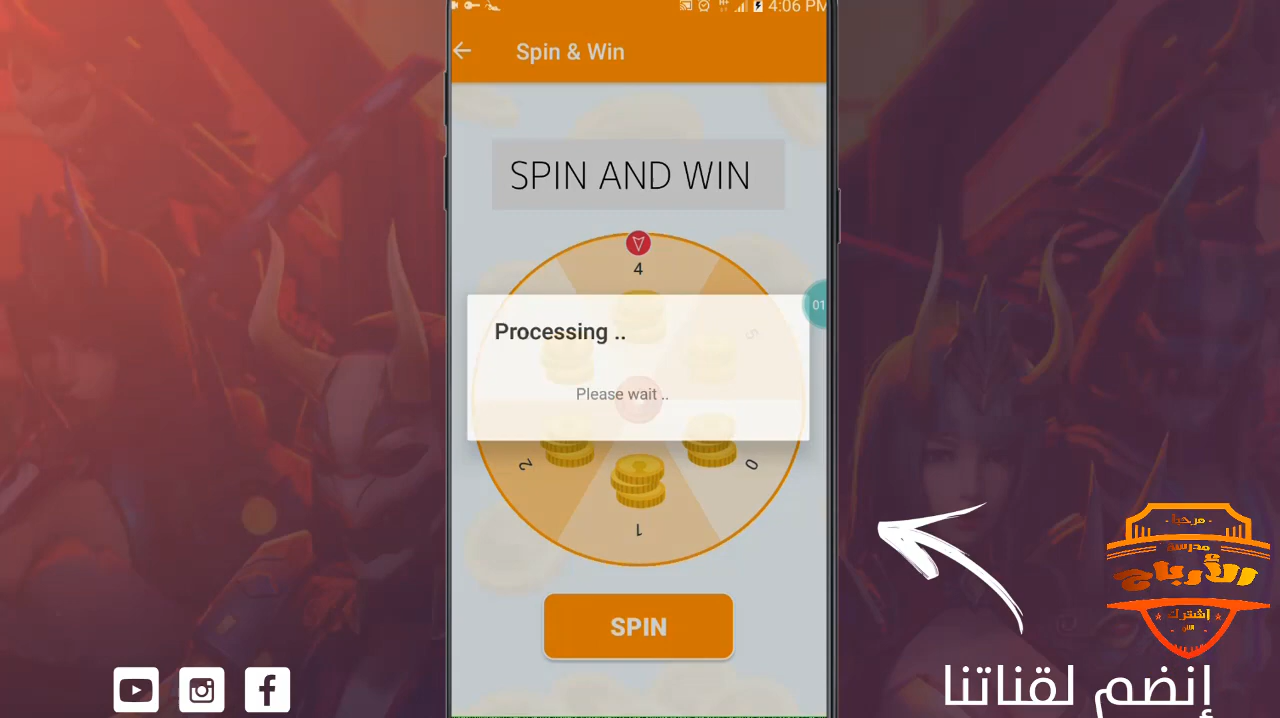 4:06 PM
Spin & Win
SPIN AND WIN
4
5
01
Processing ..
Please wait ..
2
0
1
SPIN
مرحبا
مدرسة
الأرباح
إشترك
إنضم لقناتنا